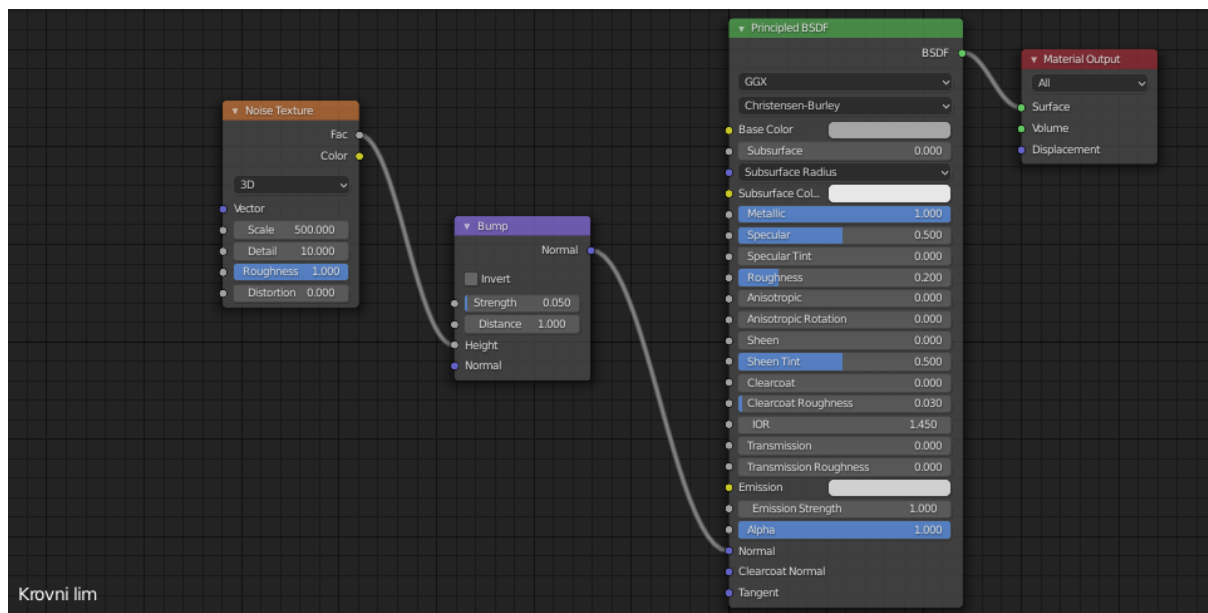 Noise Texture
Fac
Color
3D
Vector
Scale 500.000
Detail 10.000
Roughness 1.000
Distortion 0.000
Bump
Normal
Invert
Strength 0.050
Distance 1.000
Height
Normal
Principled BSDF
BSDF
GGX
Christensen-Burley
Base Color
Subsurface 0.000
Subsurface Radius
Subsurface Col...
Metallic 1.000
Specular 0.500
Specular Tint 0.000
Roughness 0.200
Anisotropic 0.000
Anisotropic Rotation 0.000
Sheen 0.000
Sheen Tint 0.500
Clearcoat 0.000
Clearcoat Roughness 0.030
IOR 1.450
Transmission 0.000
Transmission Roughness 0.000
Emission
Emission Strength 1.000
Alpha 1.000
Normal
Clearcoat Normal
Tangent
Material Output
All
Surface
Volume
Displacement
Krovni lim